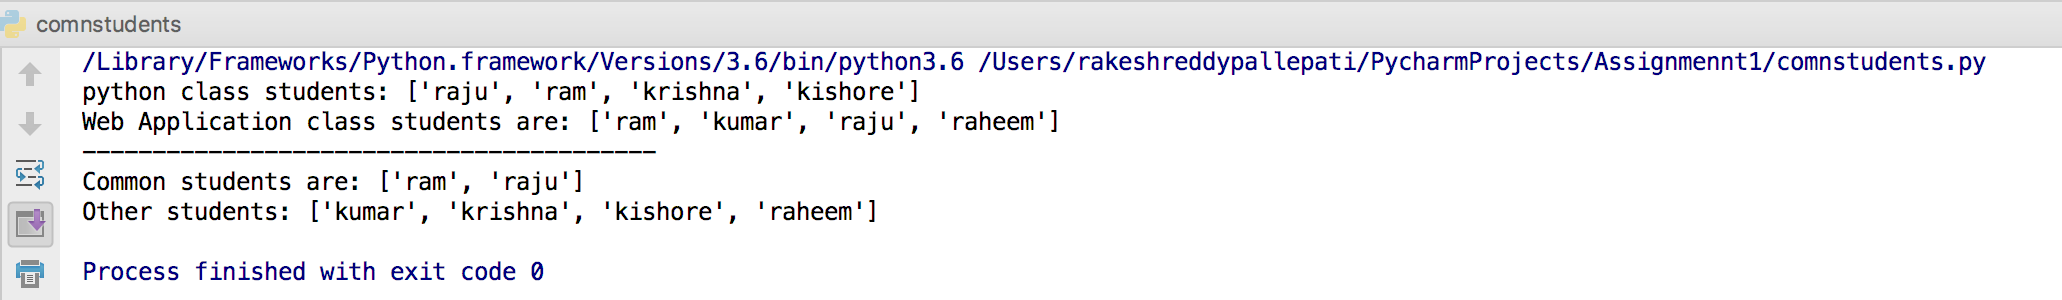 comnstudents
/Library/Frameworks/Python.framework/Versions/3.6/bin/python3.6 /Users/rakeshreddypallepati/PycharmProjects/Assignmennt1/comnstudents.py
python class students: ['raju', 'ram', 'krishna', 'kishore']
Web Application class students are: ['ram', 'kumar', 'raju', 'raheem']
-----------------------------------------
Common students are: ['ram', 'raju']
Other students: ['kumar', 'krishna', 'kishore', 'raheem']
Process finished with exit code 0